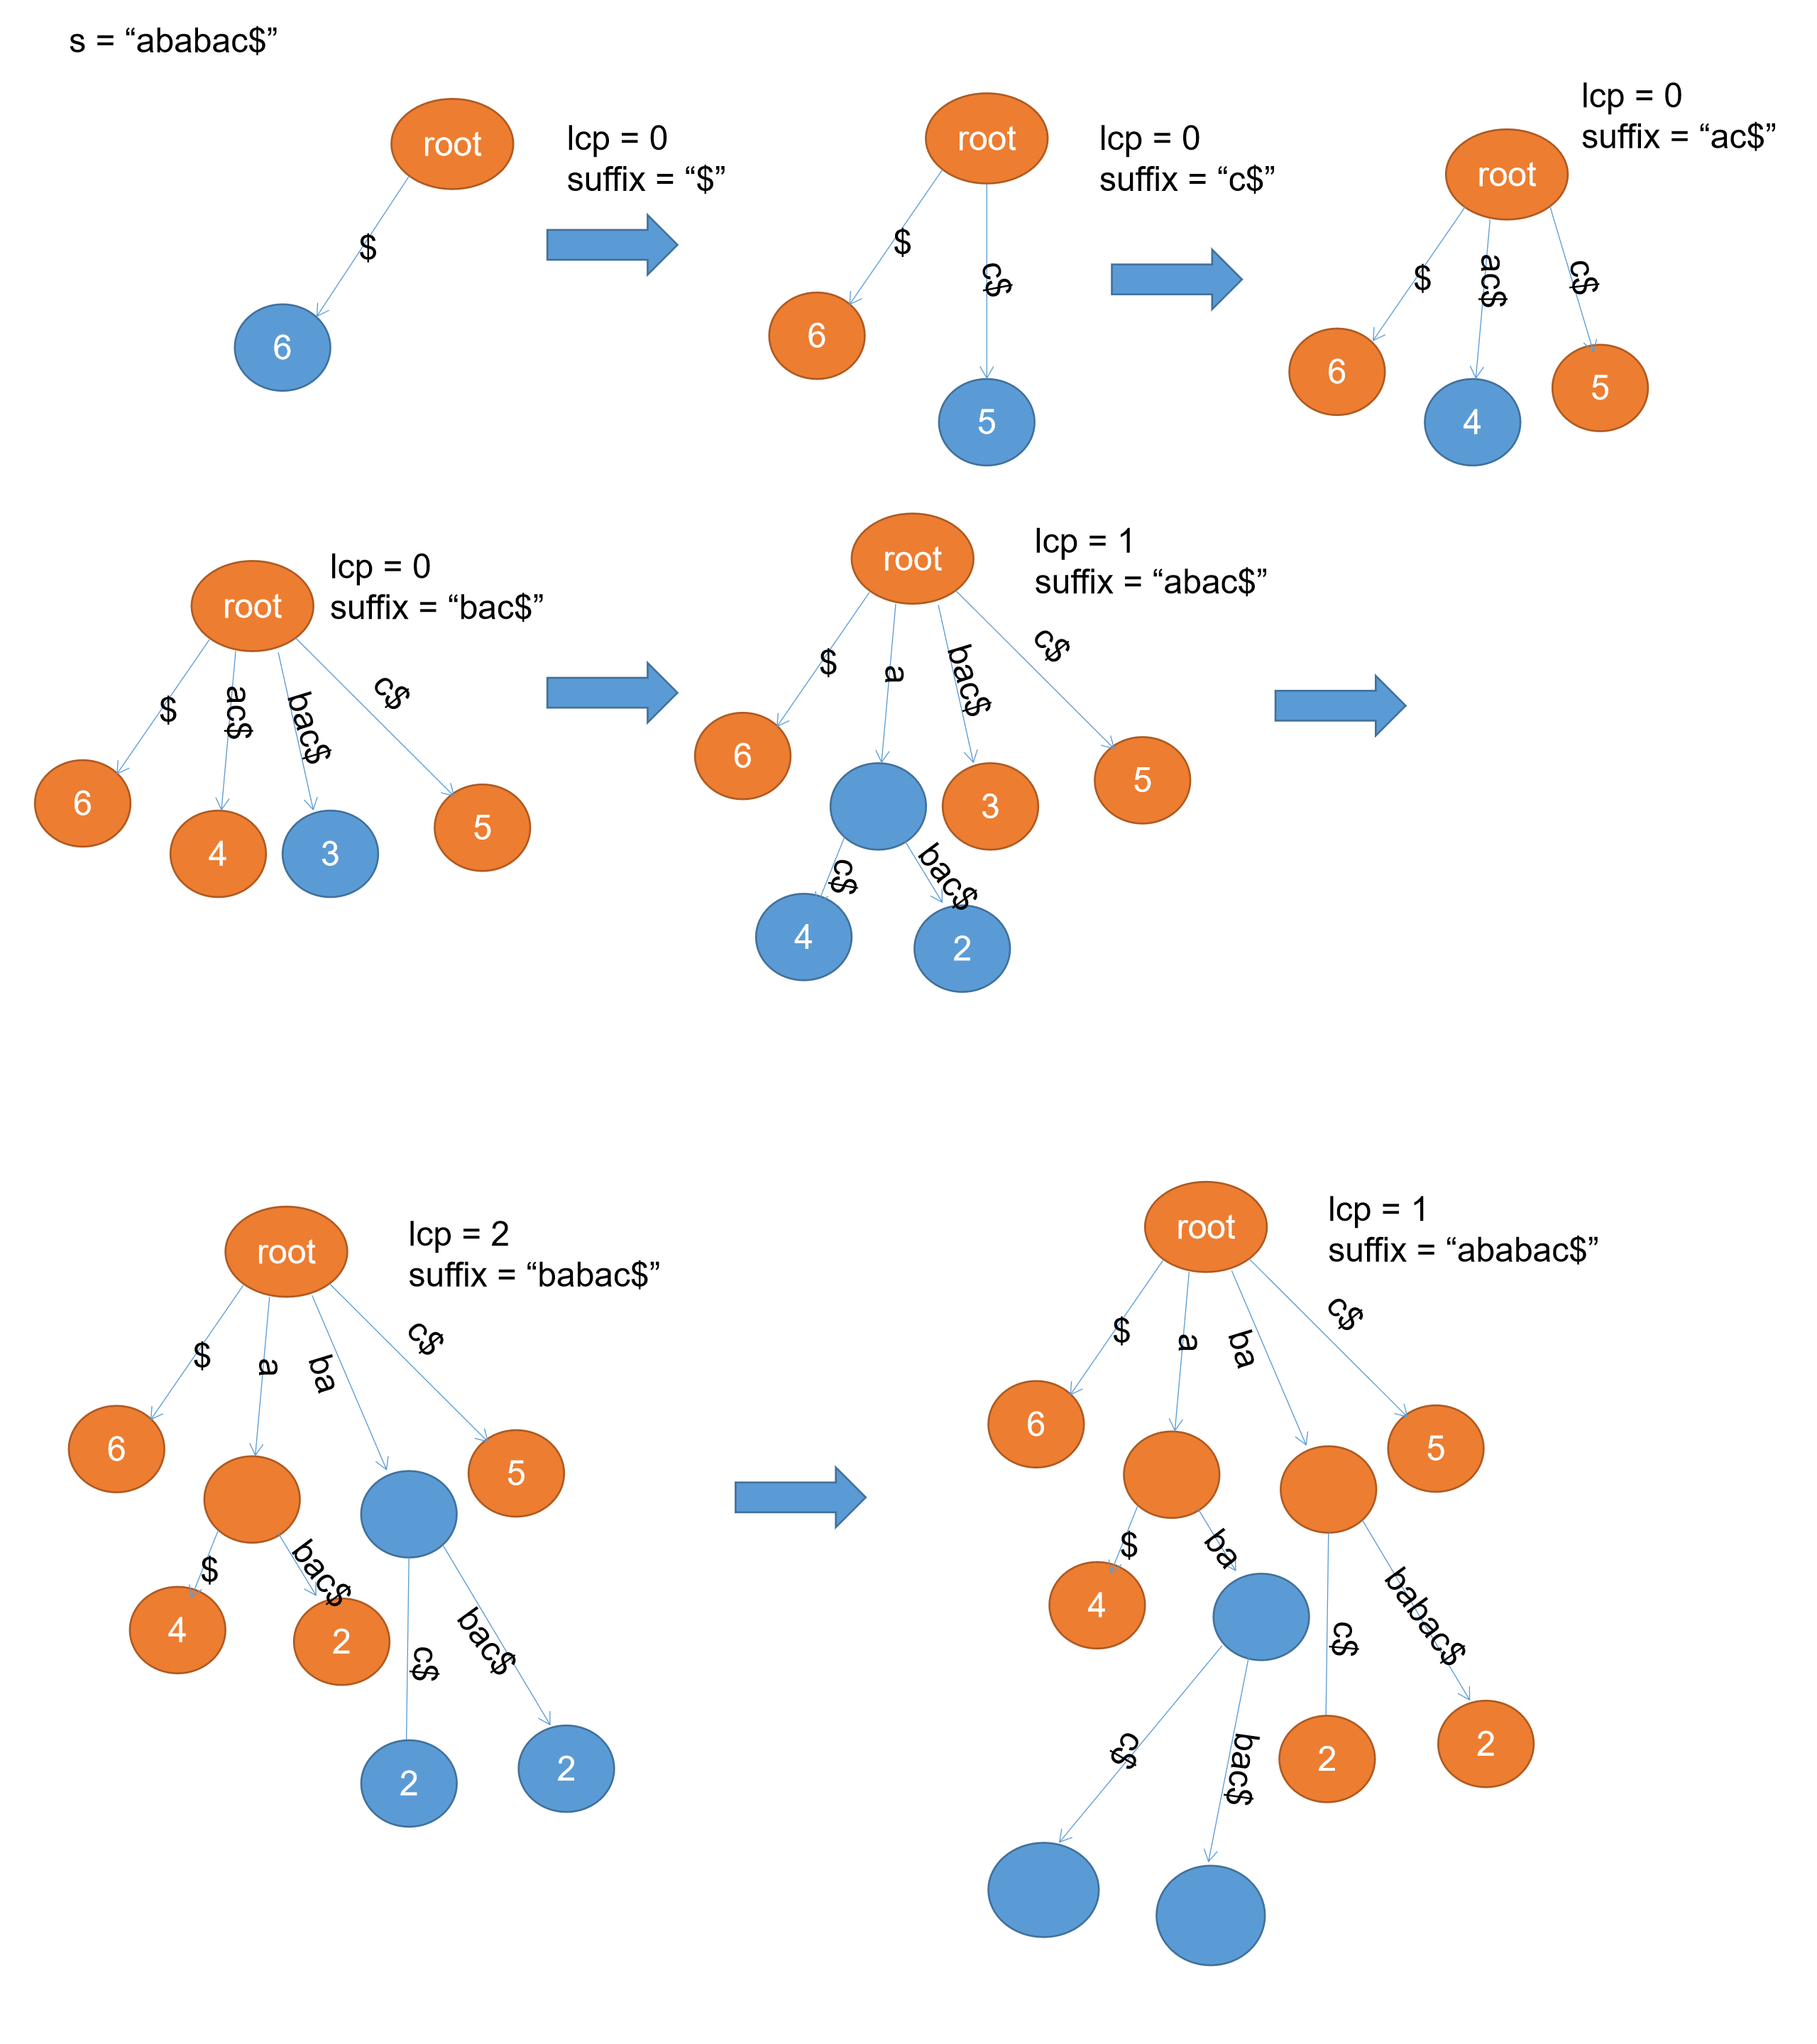 s = “ababac$”
root
$
6
lcp = 0
suffix = “$”
root
$
c$
6
5
lcp = 0
suffix = “c$”
lcp = 0
suffix = “ac$”
root
$
ac$
c$
6
4
5
root
lcp = 0
suffix = “bac$”
$
ac$
bac$
c$
6
4
3
5
root
lcp = 1
suffix = “abac$”
$
a
bac$
c$
6
3
5
c$
bac$
4
2
root
lcp = 2
suffix = “babac$”
$
a
ba
c$
6
5
$
bac$
4
2
c$
bac$
2
2
root
lcp = 1
suffix = “ababac$”
$
a
ba
c$
6
5
$
ba
4
c$
babac$
2
2
c$
bac$